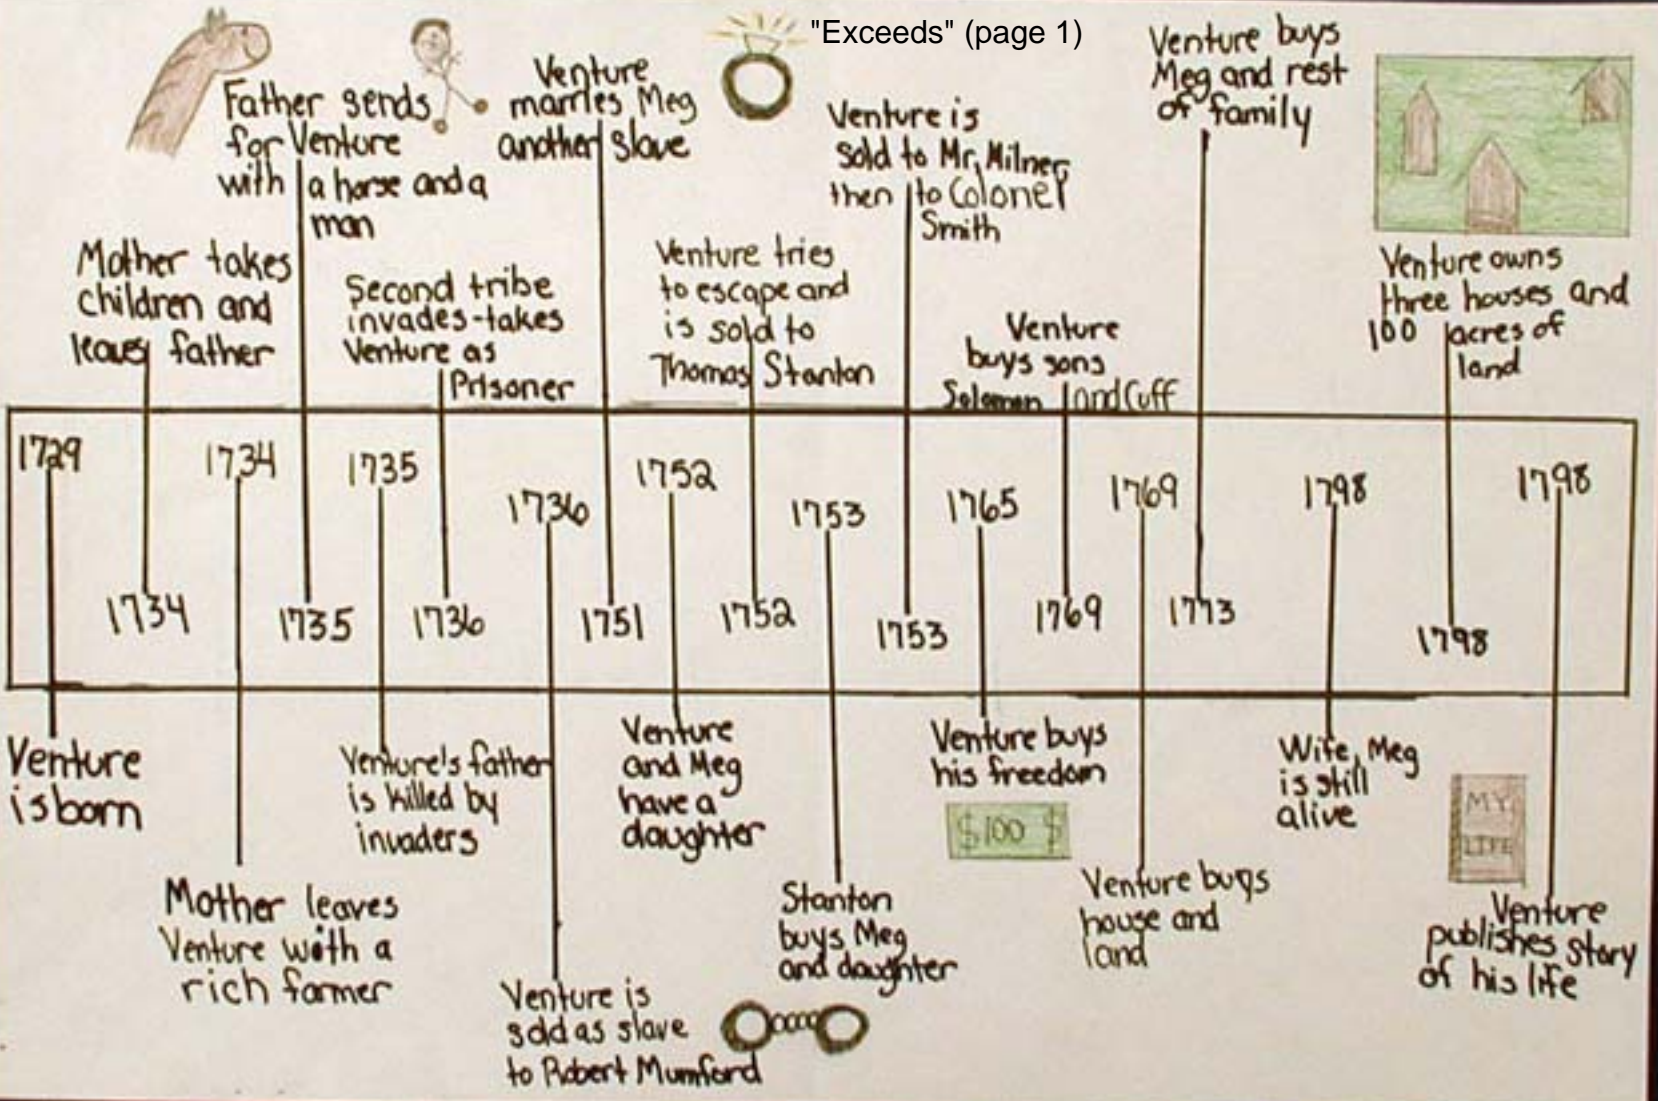 "Exceeds" (page 1)
Father sends
for Venture
with a horse and a
man
Venture
marries Meg
another slave
Venture is
sold to Mr. Milner,
then to Colonel
Smith
Venture buys
Meg and rest
of family
Mother takes
children and
leaves father
Second tribe
invades-takes
Venture as
Prisoner
Venture tries
to escape and
is sold to
Thomas Stanton
Venture
buys sons
Solomon and Cuff
Venture owns
three houses and
100 acres of
land
1729
1734
1734
1735
1735
1736
1736
1751
1752
1752
1753
1753
1765
1769
1769
1773
1798
1798
1798
Venture
is born
Mother leaves
Venture with a
rich farmer
Venture's father
is killed by
invaders
Venture is
sold as slave
to Robert Mumford
Venture
and Meg
have a
daughter
Stanton
buys Meg
and daughter
Venture buys
his freedom
$100 $
Venture buys
house and
land
Wife, Meg
is still
alive
MY
LIFE
Venture
publishes story
of his life